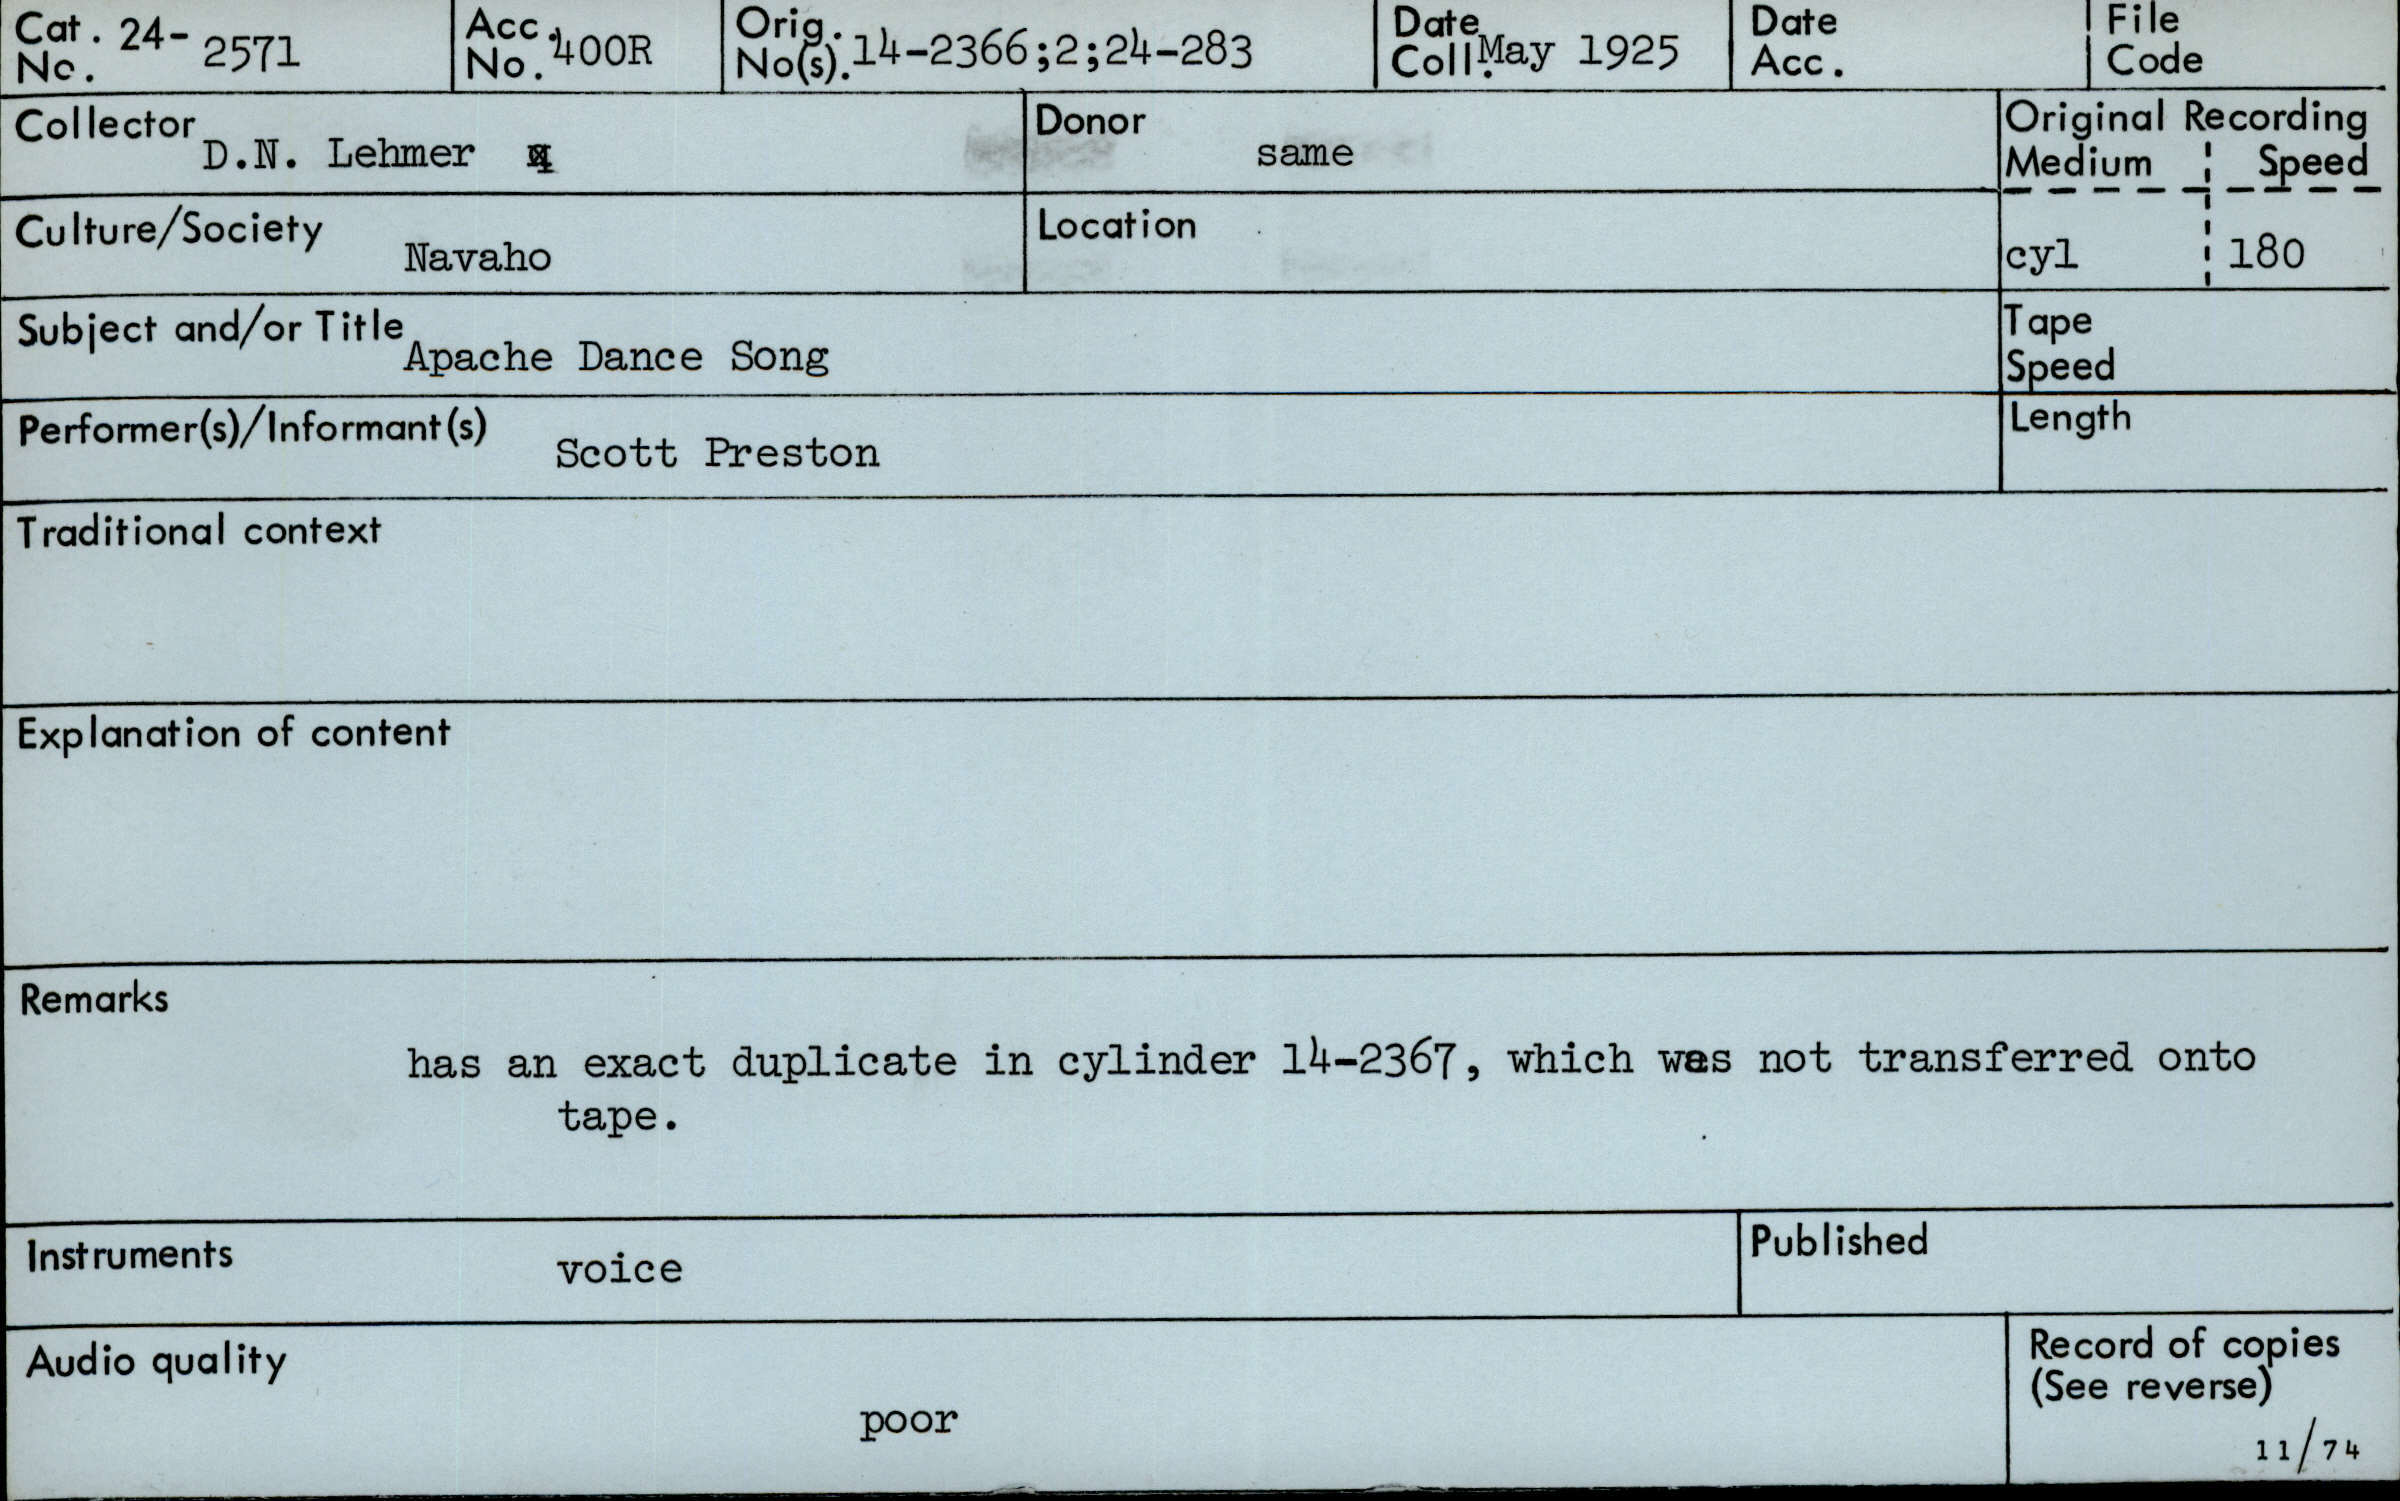 Cat. No. 24-2571
Acc. No. 400R
Orig. No(s). 14-2366;2;24-283
Date Coll. May 1925
Date Acc.
File Code
Collector D.N. Lehmer
Donor same
Original Recording
Medium Speed
Culture/Society Navaho
Location
cyl 180
Subject and/or Title Apache Dance Song
Tape Speed
Performer(s)/Informant(s) Scott Preston
Length
Traditional context
Explanation of content
Remarks
has an exact duplicate in cylinder 14-2367, which was not transferred onto
tape.
Instruments voice
Published
Audio quality
poor
Record of copies
(See reverse)
11/74